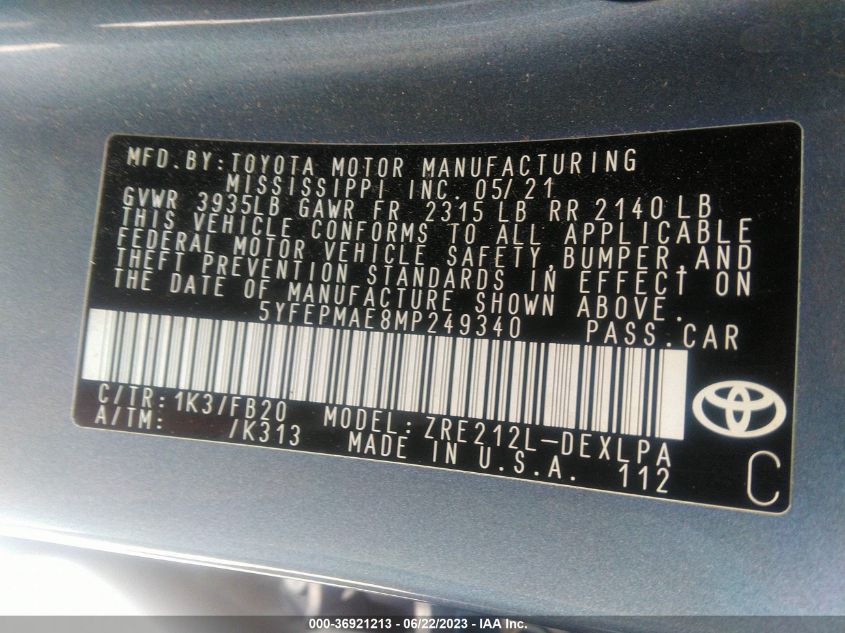 MFD.BY:TOYOTA MOTOR MANUFACTURING
MISSISSIPPI INC. 05/21
GVWR 3935LB GAWR FR 2315 LB RR 2140 LB
THIS VEHICLE CONFORMS TO ALL APPLICABLE
FEDERAL MOTOR VEHICLE SAFETY,BUMPER,AND
THEFT PREVENTION STANDARDS IN EFFECT ON
THE DATE OF MANUFACTURE SHOWN ABOVE.
5YFEPMAE8MP249340 PASS.CAR
C/TR:1K3/FB20 MODEL:ZRE212L-DEXLPA
A/TM: /K313 MADE IN U.S.A. 112
C
000-36921213 - 06/22/2023 - IAA Inc.